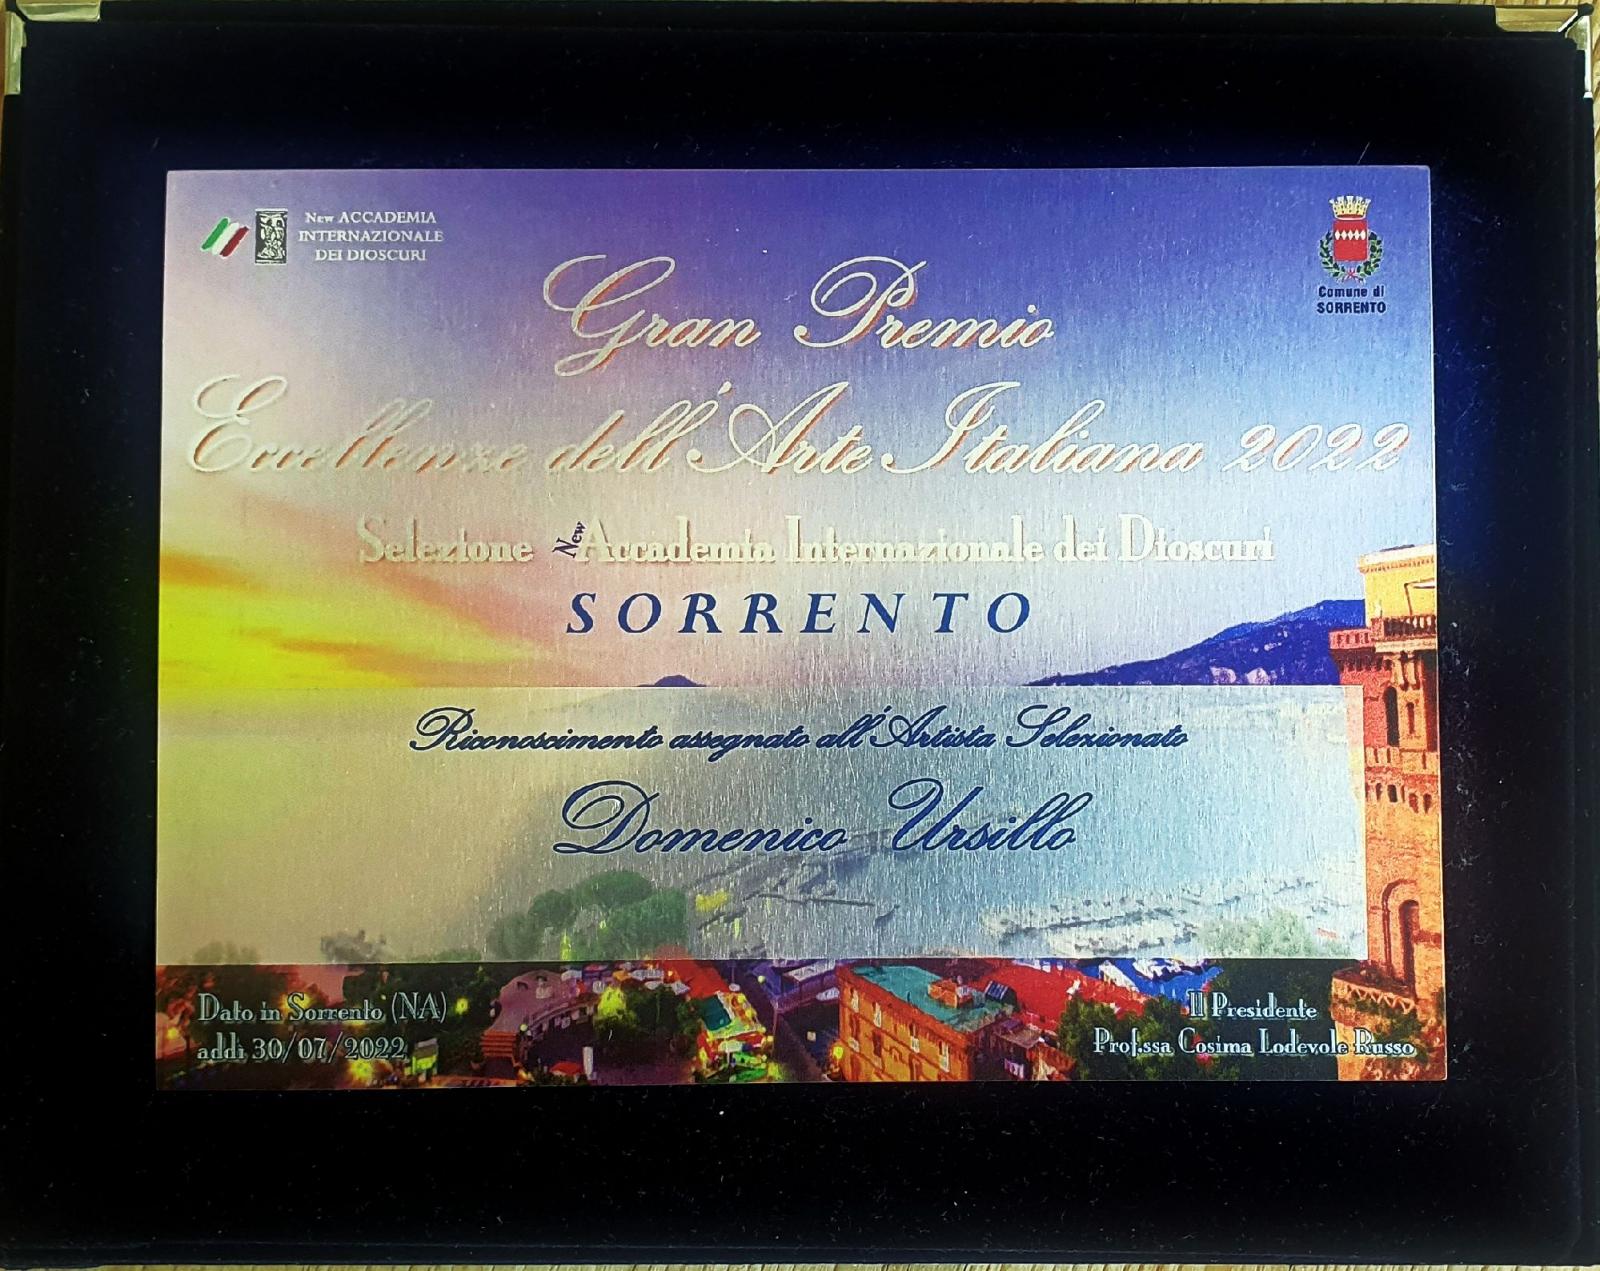 New ACCADEMIA
INTERNAZIONALE
DEI DIOSCURI
Comune di
SORRENTO
Gran Premio
Eccellenze dell'Arte Italiana 2022
Selezione New Accademia Internazionale dei Dioscuri
SORRENTO
Riconoscimento assegnato all'Artista Selezionato
Domenico Ursillo
Dato in Sorrento (NA)
addì 30/07/2022
Il Presidente
Prof.ssa Cosima Lodevole Russo